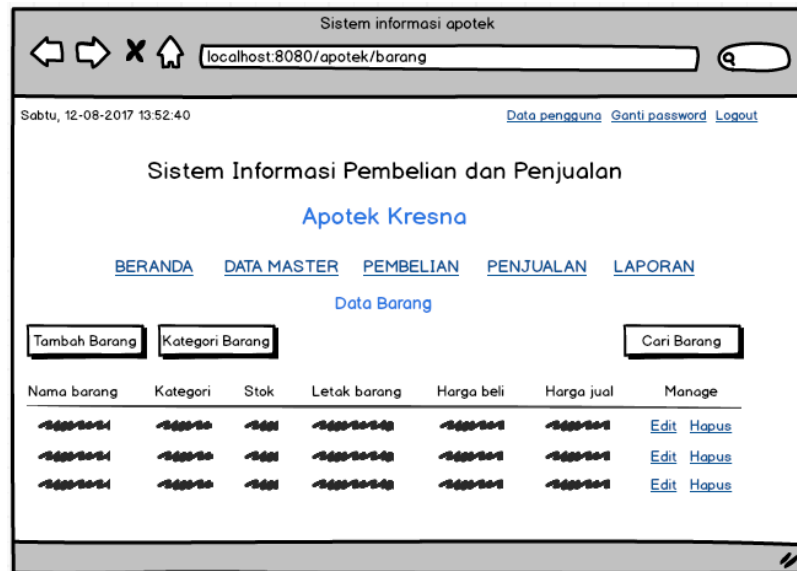 Sistem informasi apotek
localhost:8080/apotek/barang
Sabtu, 12-08-2017 13:52:40 Data pengguna Ganti password Logout
Sistem Informasi Pembelian dan Penjualan
Apotek Kresna
BERANDA DATA MASTER PEMBELIAN PENJUALAN LAPORAN
Data Barang
Tambah Barang Kategori Barang Cari Barang
Nama barang Kategori Stok Letak barang Harga beli Harga jual Manage
Edit Hapus
Edit Hapus
Edit Hapus